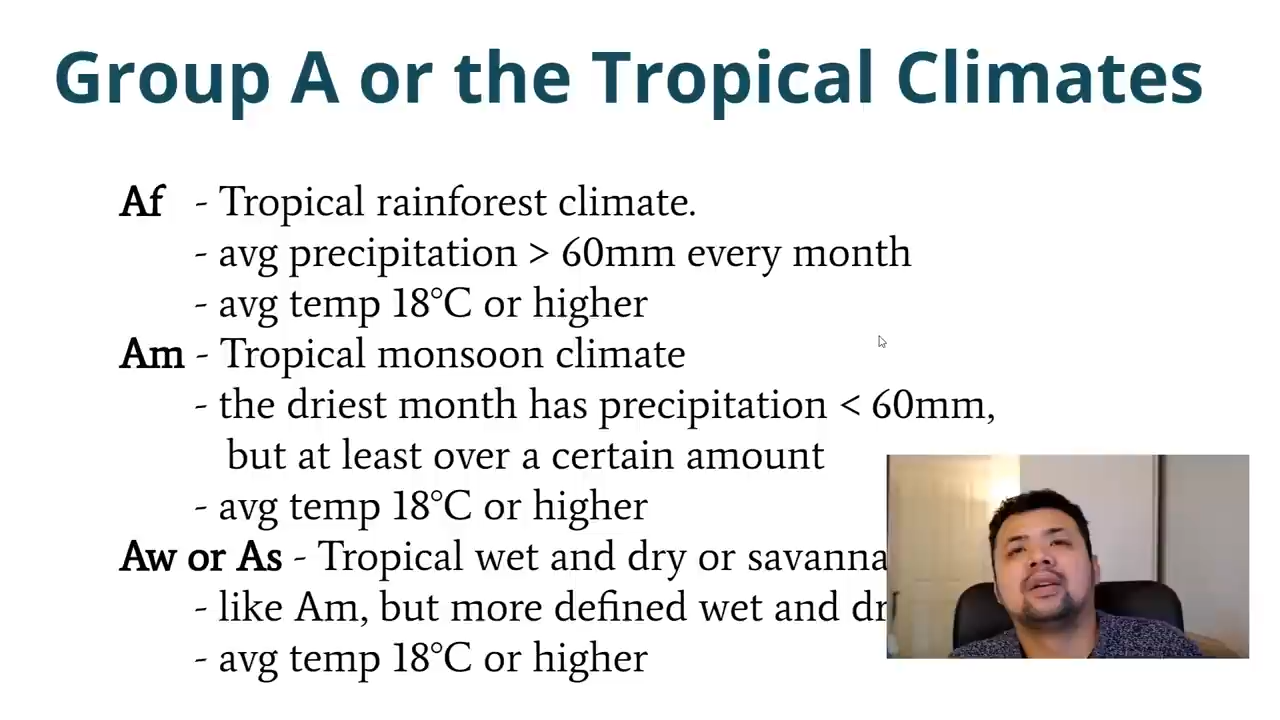 Group A or the Tropical Climates
Af - Tropical rainforest climate.
- avg precipitation > 60mm every month
- avg temp 18°C or higher
Am - Tropical monsoon climate
- the driest month has precipitation < 60mm,
but at least over a certain amount
- avg temp 18°C or higher
Aw or As - Tropical wet and dry or savanna
- like Am, but more defined wet and
- avg temp 18°C or higher